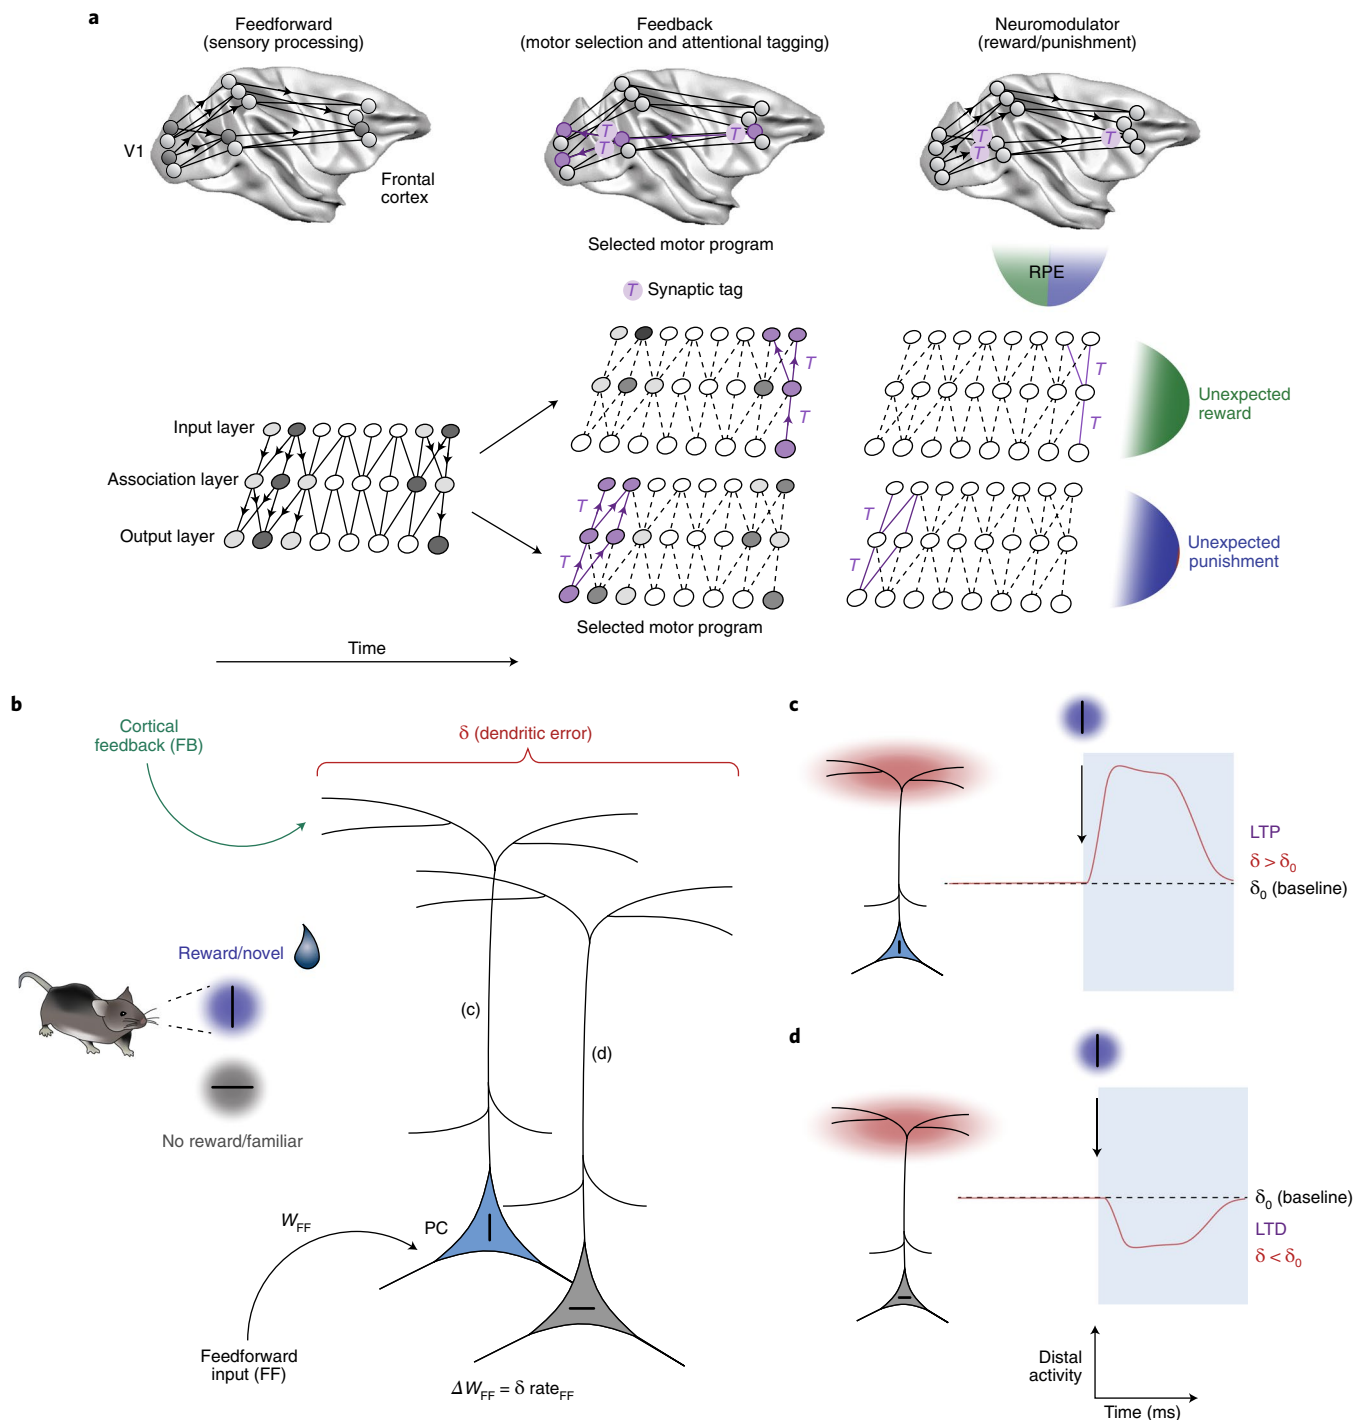 a
Feedforward
(sensory processing)
Feedback
(motor selection and attentional tagging)
Neuromodulator
(reward/punishment)
V1
Frontal
cortex
T
T
T
T
T
T
Selected motor program
RPE
T Synaptic tag
Input layer
Association layer
Output layer
T
T
T
T
Unexpected
reward
T
T
T
T
Unexpected
punishment
Selected motor program
Time
b
Cortical
feedback (FB)
δ (dendritic error)
Reward/novel
No reward/familiar
(c)
(d)
W_FF
PC
Feedforward
input (FF)
ΔW_FF = δ rate_FF
c
LTP
δ > δ₀
δ₀ (baseline)
d
δ₀ (baseline)
LTD
δ < δ₀
Distal
activity
Time (ms)